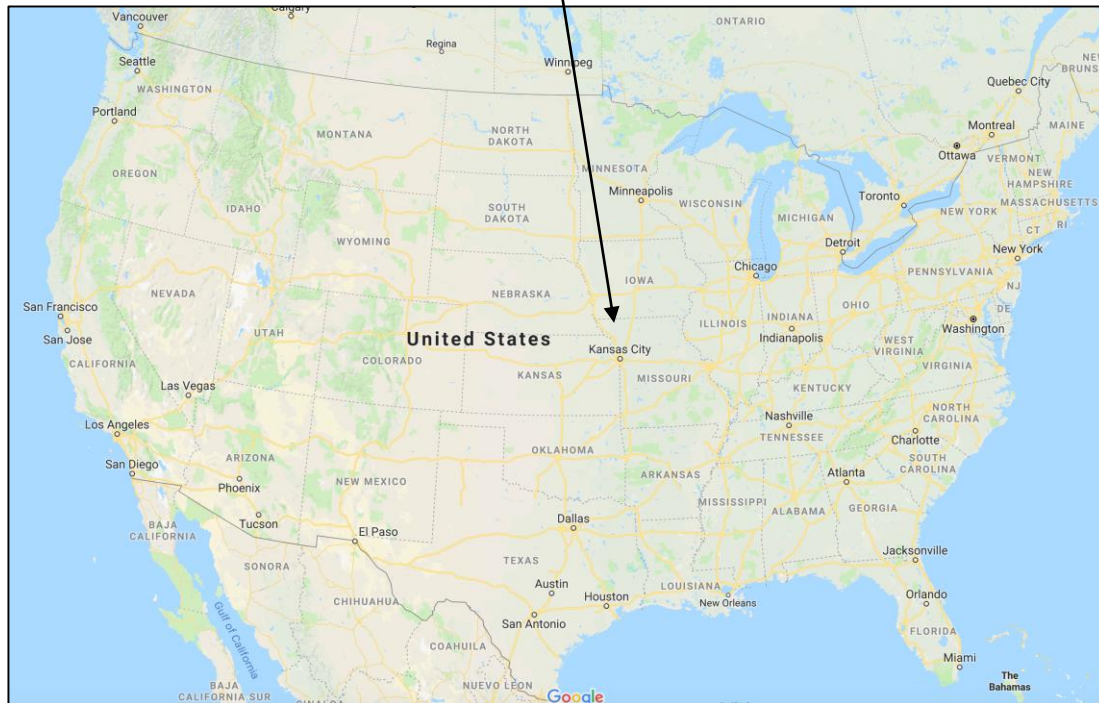 Vancouver
Calgary
ONTARIO
Regina
Winnipeg
Seattle
WASHINGTON
Quebec City
Portland
MONTANA
NORTH
DAKOTA
Montreal
MAINE
Ottawa
VERMONT
MINNESOTA
OREGON
NEW
HAMPSHIRE
Minneapolis
WISCONSIN
Toronto
MASSACHUSETTS
IDAHO
SOUTH
DAKOTA
MICHIGAN
NEW YORK
CT
RI
WYOMING
Detroit
New York
Chicago
IOWA
PENNSYLVANIA
NEBRASKA
NJ
NEVADA
OHIO
DE
San Francisco
UTAH
ILLINOIS
INDIANA
Washington
San Jose
United States
Indianapolis
WEST
VIRGINIA
Kansas City
COLORADO
CALIFORNIA
KANSAS
MISSOURI
VIRGINIA
Las Vegas
KENTUCKY
NORTH
CAROLINA
Los Angeles
Nashville
TENNESSEE
Charlotte
OKLAHOMA
ARIZONA
SOUTH
CAROLINA
San Diego
ARKANSAS
Atlanta
NEW MEXICO
Phoenix
MISSISSIPPI
ALABAMA
GEORGIA
Tucson
Dallas
BAJA
CALIFORNIA
El Paso
Jacksonville
TEXAS
SONORA
Austin
LOUISIANA
Houston
Orlando
CHIHUAHUA
New Orleans
San Antonio
Gulf of California
FLORIDA
COAHUILA
Miami
The
Bahamas
BAJA
CALIFORNIA SUR
NUEVO LEON
Google